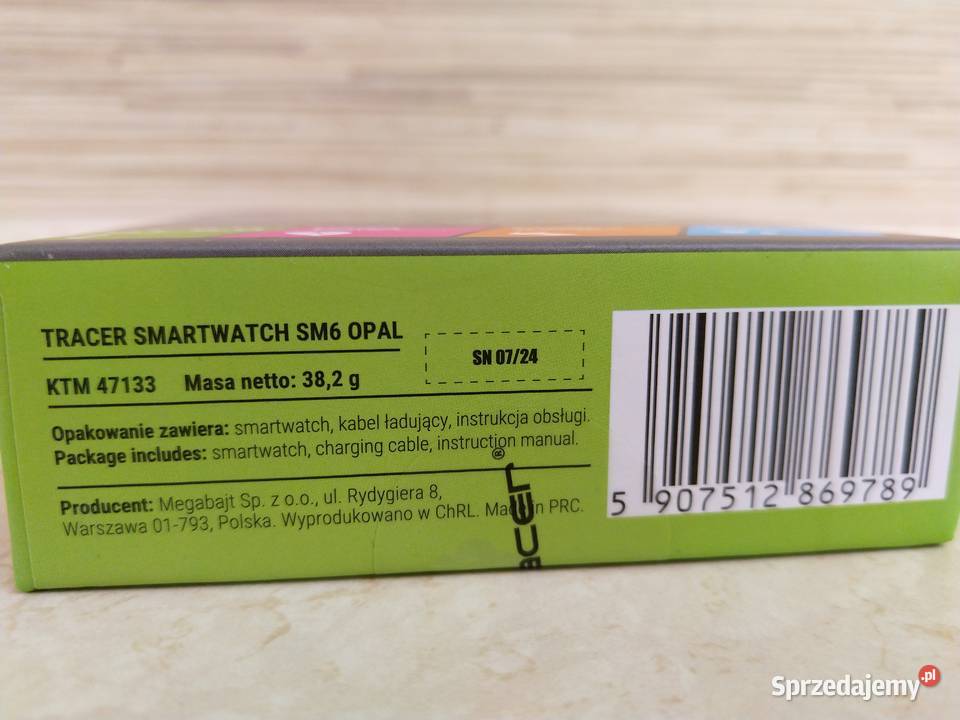 TRACER SMARTWATCH SM6 OPAL
SN 07/24
KTM 47133 Masa netto: 38,2 g
Opakowanie zawiera: smartwatch, kabel ładujący, instrukcja obsługi.
Package includes: smartwatch, charging cable, instruction manual.
Producent: Megabajt Sp. z o.o., ul. Rydygiera 8,
Warszawa 01-793, Polska. Wyprodukowano w ChRL. Made in PRC.
acer®
5 907512 869789
Sprzedajemy.pl